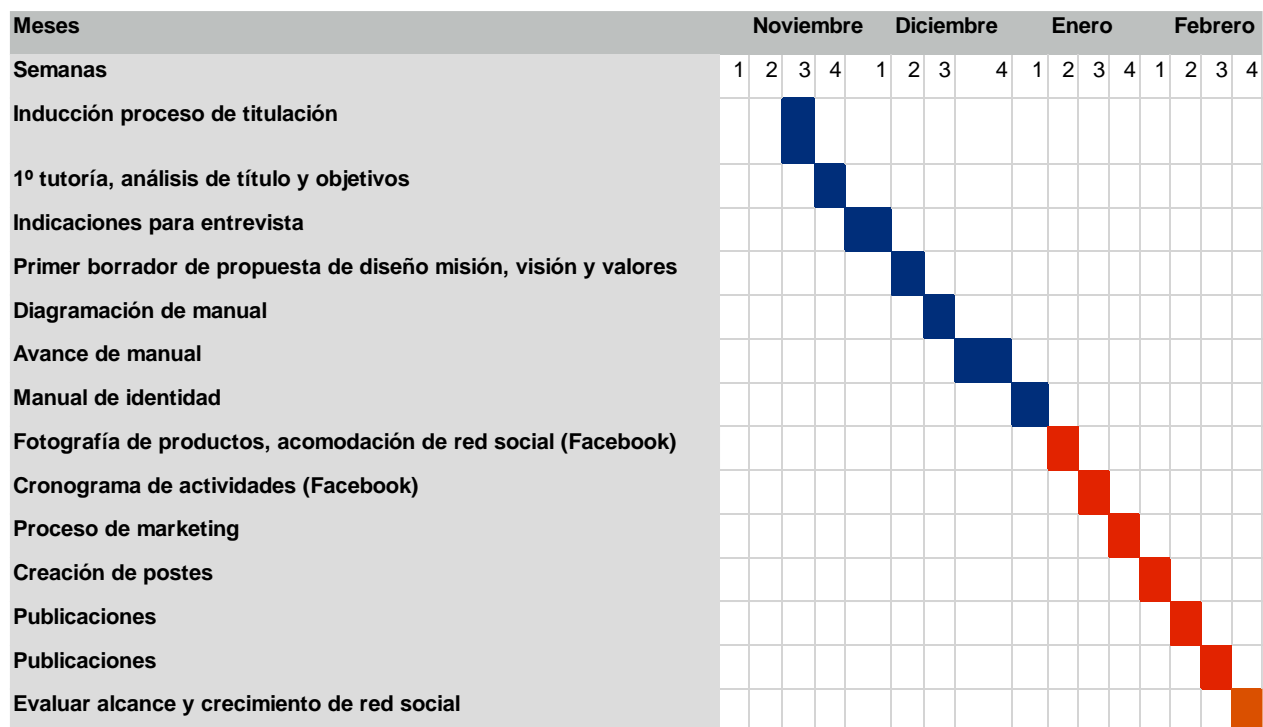 Meses Noviembre Diciembre Enero Febrero
Semanas 1 2 3 4 1 2 3 4 1 2 3 4 1 2 3 4
Inducción proceso de titulación
1º tutoría, análisis de título y objetivos
Indicaciones para entrevista
Primer borrador de propuesta de diseño misión, visión y valores
Diagramación de manual
Avance de manual
Manual de identidad
Fotografía de productos, acomodación de red social (Facebook)
Cronograma de actividades (Facebook)
Proceso de marketing
Creación de postes
Publicaciones
Publicaciones
Evaluar alcance y crecimiento de red social